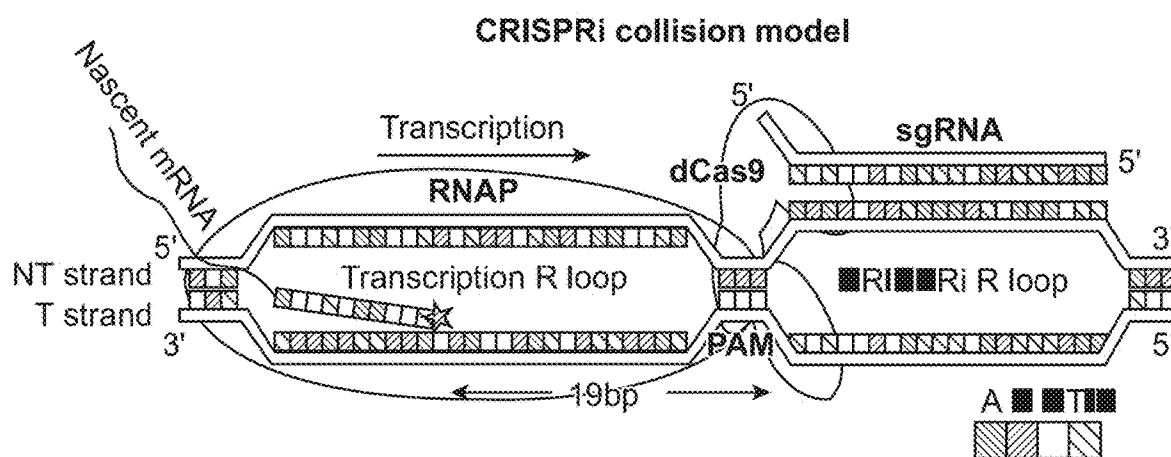 CRISPRi collision model
Nascent mRNA
Transcription
RNAP
5'
dCas9
sgRNA
5'
5'
3'
NT strand
Transcription R loop
R loop
T strand
3'
PAM
5'
19bp
A T